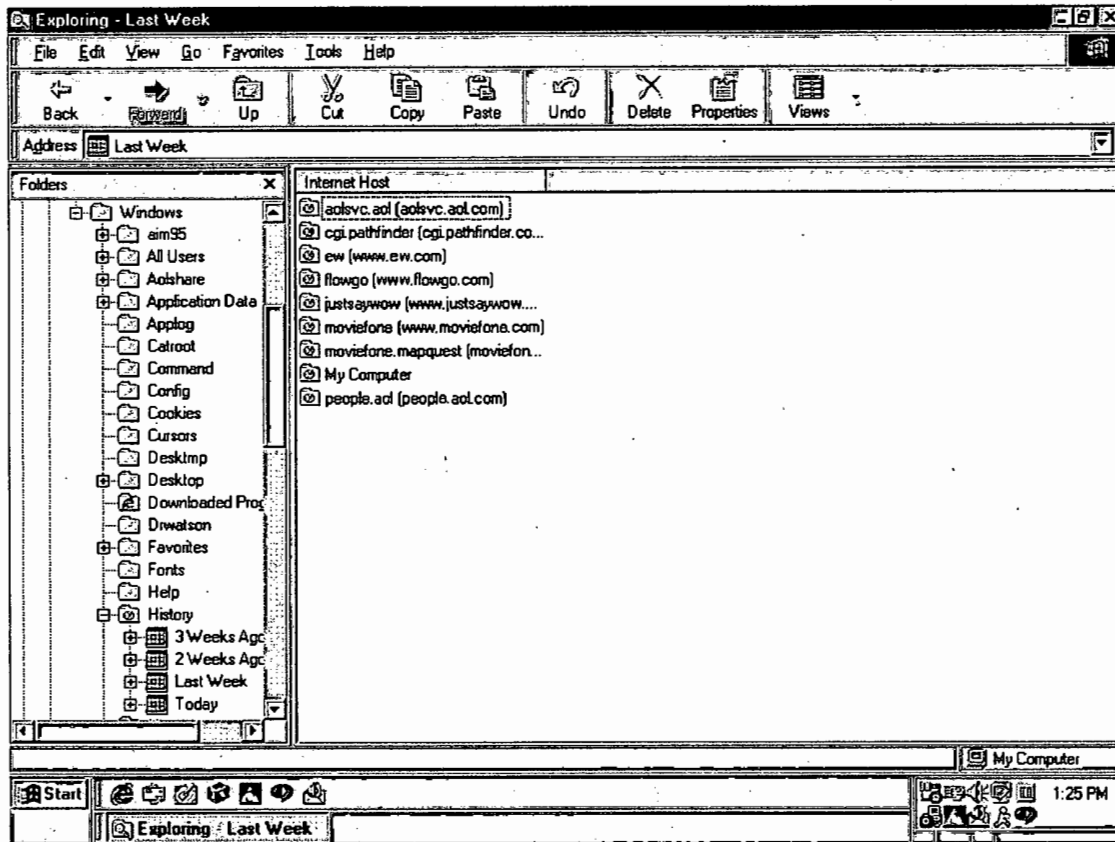 Exploring - Last Week
File Edit View Go Favorites Tools Help
Back Forward Up Cut Copy Paste Undo Delete Properties Views
Address Last Week
Folders x
Windows
aim95
All Users
Aolshare
Application Data
Applog
Catroot
Command
Config
Cookies
Cursors
Desktmp
Desktop
Downloaded Prog
Drwatson
Favorites
Fonts
Help
History
3 Weeks Ago
2 Weeks Ago
Last Week
Today
Internet Host
aolsvc.aol (aolsvc.aol.com)
cgi.pathfinder (cgi.pathfinder.co...
ew (www.ew.com)
flowgo (www.flowgo.com)
justsaywow (www.justsaywow....
moviefone (www.moviefone.com)
moviefone.mapquest (moviefon...
My Computer
people.aol (people.aol.com)
My Computer
Start
1:25 PM
Exploring - Last Week